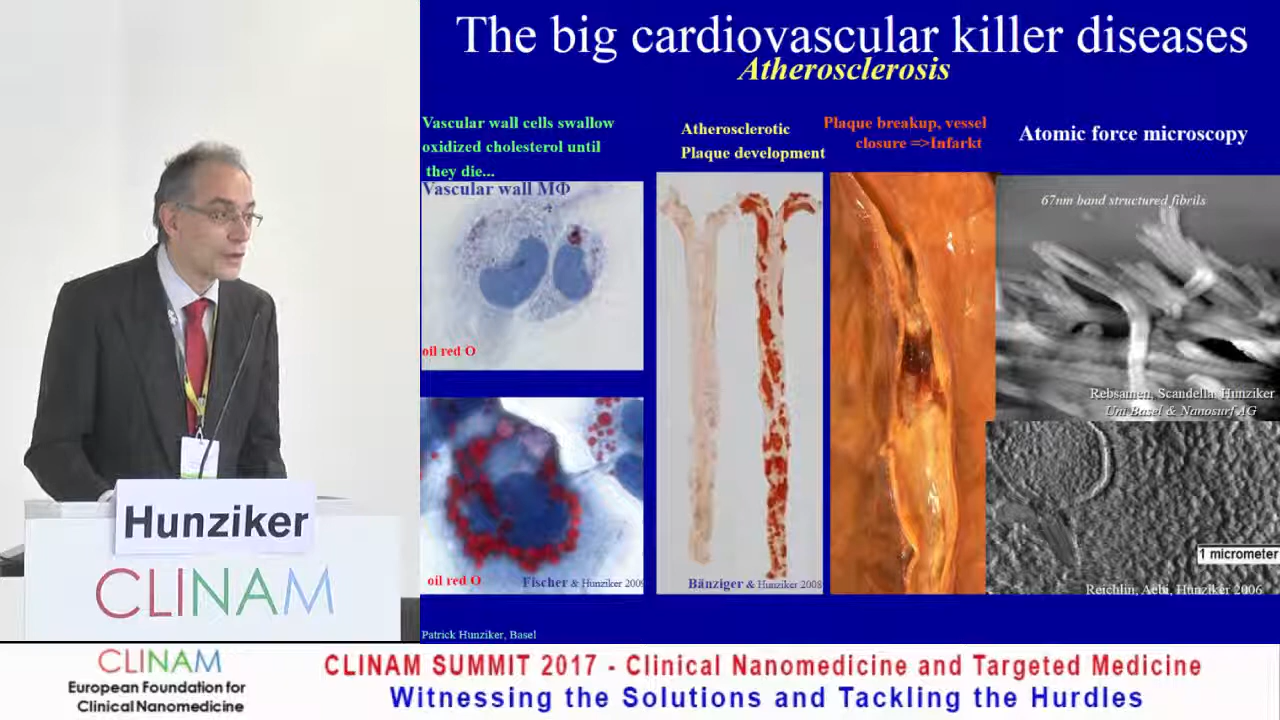 The big cardiovascular killer diseases
Atherosclerosis
Vascular wall cells swallow
oxidized cholesterol until
they die...
Vascular wall MΦ
oil red O
oil red O
Fischer & Hunziker 2009
Atherosclerotic
Plaque development
Bänziger & Hunziker 2008
Plaque breakup, vessel
closure =>Infarkt
Atomic force microscopy
67nm band structured fibrils
Rebsamen, Scandella, Hunziker
Uni Basel & Nanosurf AG
1 micrometer
Reichlin, Aebi, Hunziker 2006
Patrick Hunziker, Basel
Hunziker
CLINAM
CLINAM
European Foundation for
Clinical Nanomedicine
CLINAM SUMMIT 2017 - Clinical Nanomedicine and Targeted Medicine
Witnessing the Solutions and Tackling the Hurdles